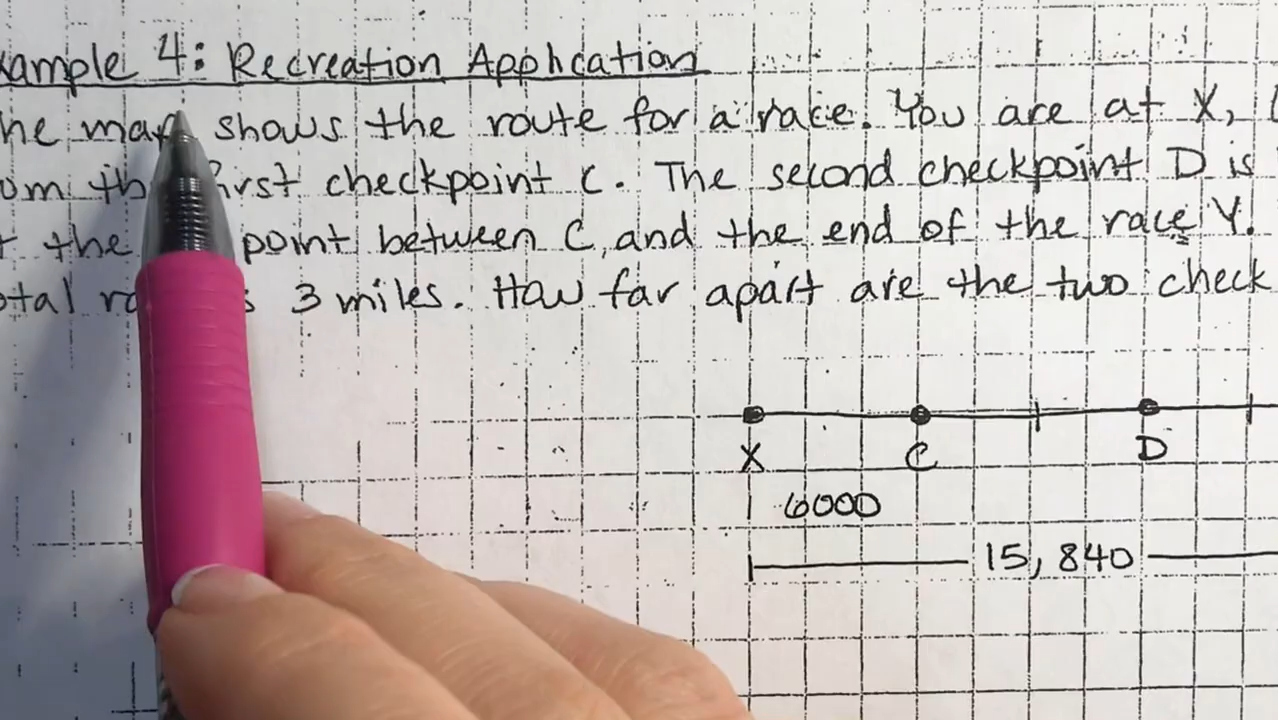 xample 4: Recreation Application
he map shows the route for a race. You are at X,
om th first checkpoint C. The second checkpoint D is
the point between C and the end of the race Y.
otal 3 miles. How far apart are the two check
X C D
6000
15,840